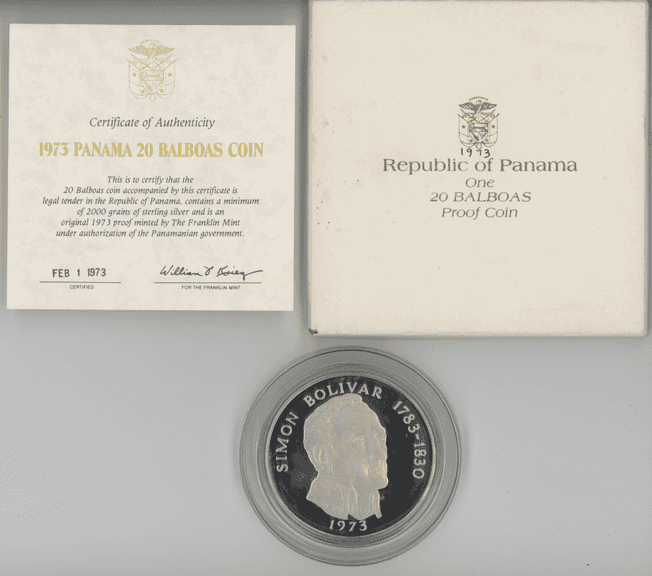 Certificate of Authenticity
1973 PANAMA 20 BALBOAS COIN
This is to certify that the
20 Balboas coin accompanied by this certificate is
legal tender in the Republic of Panama, contains a minimum
of 2000 grains of sterling silver and is an
original 1973 proof minted by The Franklin Mint
under authorization of the Panamanian government.
FEB 1 1973
CERTIFIED
FOR THE FRANKLIN MINT
1973
Republic of Panama
One
20 BALBOAS
Proof Coin
SIMON BOLIVAR 1783-1830
1973